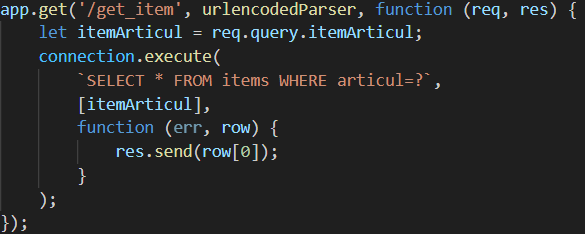 app.get('/get_item', urlencodedParser, function (req, res) {
    let itemArticul = req.query.itemArticul;
    connection.execute(
        `SELECT * FROM items WHERE articul=?`,
        [itemArticul],
        function (err, row) {
            res.send(row[0]);
        }
    );
});